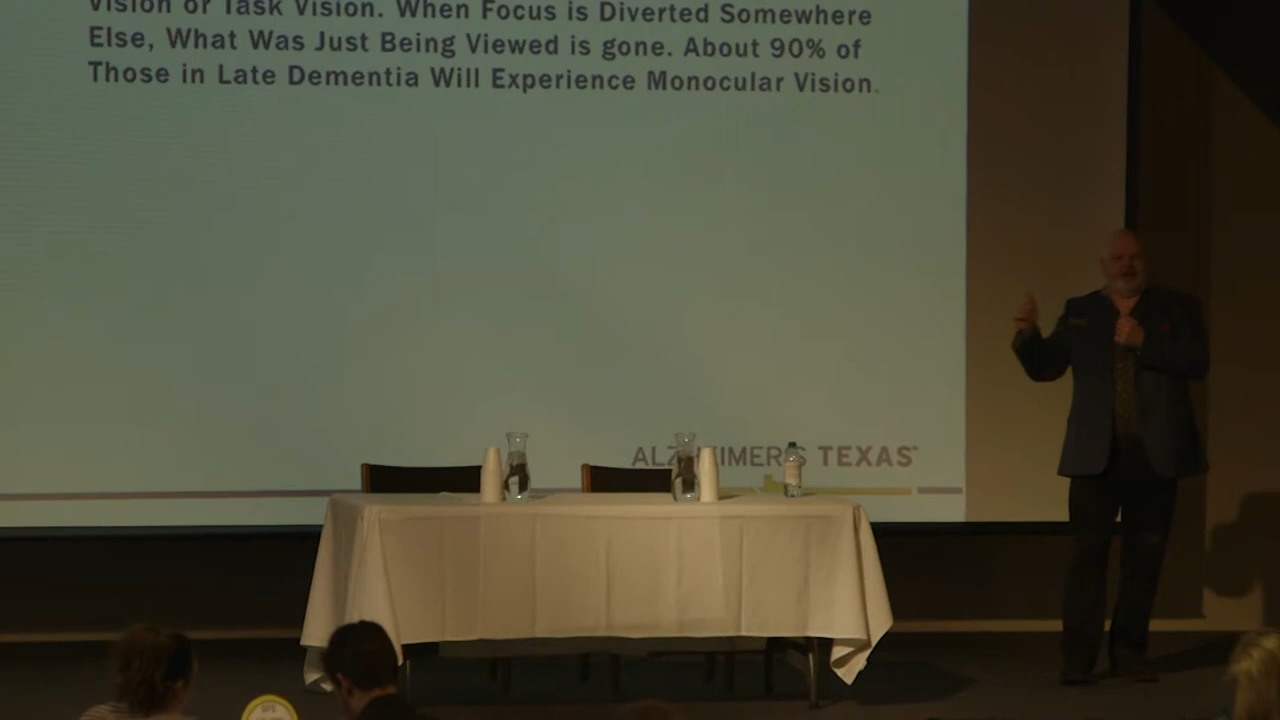 Vision or Task Vision. When Focus is Diverted Somewhere
Else, What Was Just Being Viewed is gone. About 90% of
Those in Late Dementia Will Experience Monocular Vision.
TEXAS